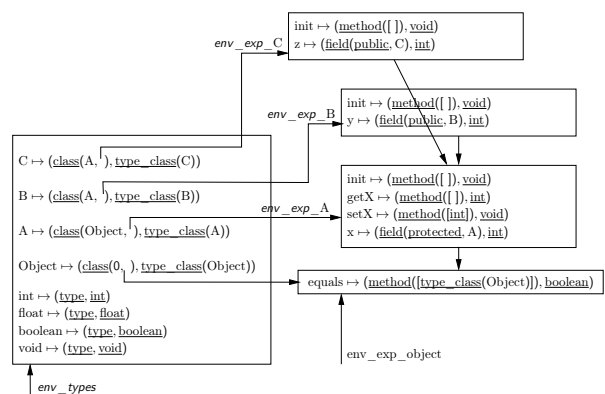 init ↦ (method([ ]), void)
z ↦ (field(public, C), int)
env_exp_C
init ↦ (method([ ]), void)
y ↦ (field(public, B), int)
env_exp_B
C ↦ (class(A, ), type_class(C))
B ↦ (class(A, ), type_class(B))
A ↦ (class(Object, ), type_class(A))
Object ↦ (class(0, ), type_class(Object))
int ↦ (type, int)
float ↦ (type, float)
boolean ↦ (type, boolean)
void ↦ (type, void)
env_types
env_exp_A
init ↦ (method([ ]), void)
getX ↦ (method([ ]), int)
setX ↦ (method([int]), void)
x ↦ (field(protected, A), int)
equals ↦ (method([type_class(Object)]), boolean)
env_exp_object